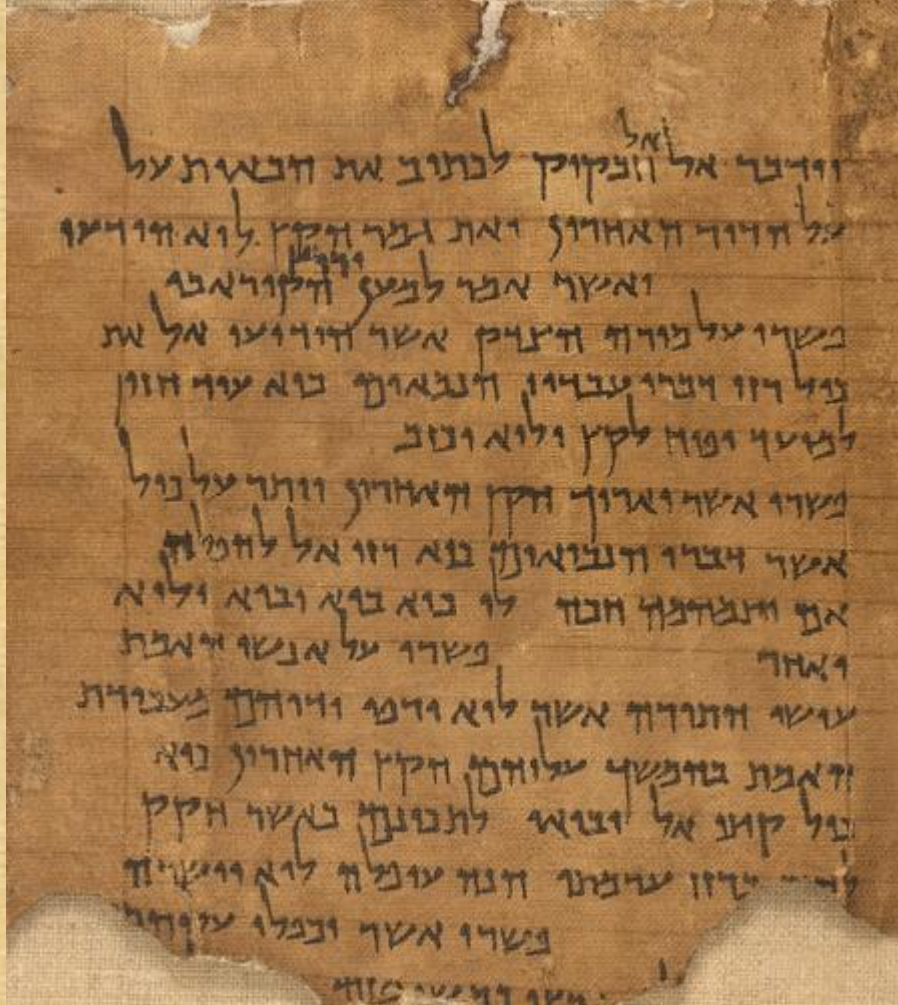 וידבר אל אל חבקוק לכתוב את הבאות על
על הדור האחרון ואת גמר הקץ לוא הודעו
ואשר אמר למען ירוץ הקורא בו
פשרו על מורה הצדק אשר הודיעו אל את
כול רזי דברי עבדיו הנבאים כיא עוד חזון
למועד יפיח לקץ ולוא יכזב
פשרו אשר יארוך הקץ האחרון ויתר על כול
אשר דברו הנביאים כיא רזי אל להפלה
אם יתמהמה חכה לו כיא בוא יבוא ולוא
יאחר פשרו על אנשי האמת
עושי התורה אשר לוא ירפו ידיהם מעבודת
האמת בהמשך עליהם הקץ האחרון כיא
כול קיצי אל יבואו לתכונם כאשר חקק
ברזי ערמתו הנה עופלה לוא יושרה
פשרו אשר יכפלו עליהם